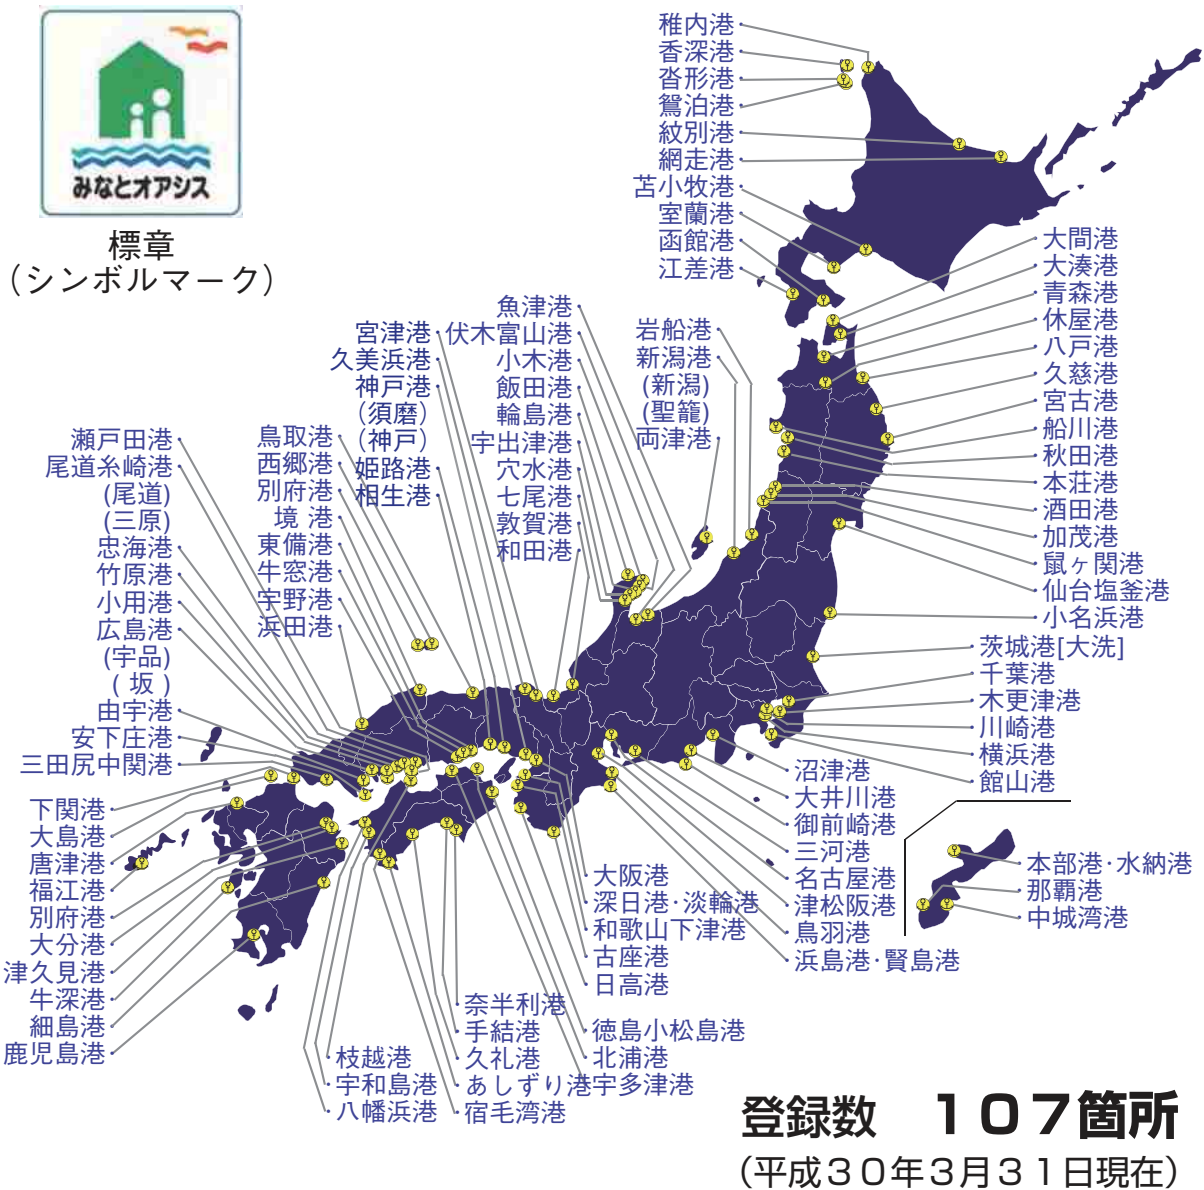 みなとオアシス
標章
（シンボルマーク）
稚内港
香深港
沓形港
鴛泊港
紋別港
網走港
苫小牧港
室蘭港
函館港
江差港
大間港
大湊港
青森港
休屋港
八戸港
久慈港
宮古港
船川港
秋田港
本荘港
酒田港
加茂港
鼠ヶ関港
仙台塩釜港
小名浜港
茨城港[大洗]
千葉港
木更津港
川崎港
横浜港
館山港
岩船港
新潟港
(新潟)
(聖籠)
両津港
魚津港
伏木富山港
小木港
飯田港
輪島港
宇出津港
穴水港
七尾港
敦賀港
和田港
宮津港
久美浜港
神戸港
（須磨）
（神戸）
姫路港
相生港
鳥取港
西郷港
別府港
境 港
東備港
牛窓港
宇野港
浜田港
瀬戸田港
尾道糸崎港
(尾道)
(三原)
忠海港
竹原港
小用港
広島港
(宇品)
( 坂 )
由宇港
安下庄港
三田尻中関港
下関港
大島港
唐津港
福江港
別府港
大分港
津久見港
牛深港
細島港
鹿児島港
枝越港
宇和島港
八幡浜港
奈半利港
手結港
久礼港
あしずり港
宿毛湾港
徳島小松島港
北浦港
宇多津港
大阪港
深日港･淡輪港
和歌山下津港
古座港
日高港
沼津港
大井川港
御前崎港
三河港
名古屋港
津松阪港
鳥羽港
浜島港･賢島港
本部港･水納港
那覇港
中城湾港
登録数　１０７箇所
（平成３０年３月３１日現在）